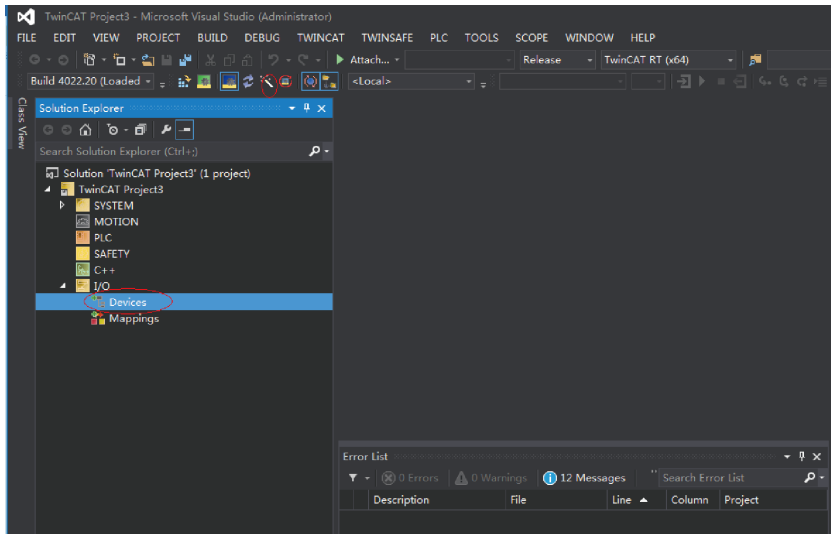 TwinCAT Project3 - Microsoft Visual Studio (Administrator)
FILE EDIT VIEW PROJECT BUILD DEBUG TWINCAT TWINSAFE PLC TOOLS SCOPE WINDOW HELP
Attach... Release TwinCAT RT (x64)
Build 4022.20 (Loaded <Local>
Class View
Solution Explorer
Search Solution Explorer (Ctrl+;)
Solution 'TwinCAT Project3' (1 project)
TwinCAT Project3
SYSTEM
MOTION
PLC
SAFETY
C++
I/O
Devices
Mappings
Error List
0 Errors 0 Warnings 12 Messages Search Error List
Description File Line Column Project